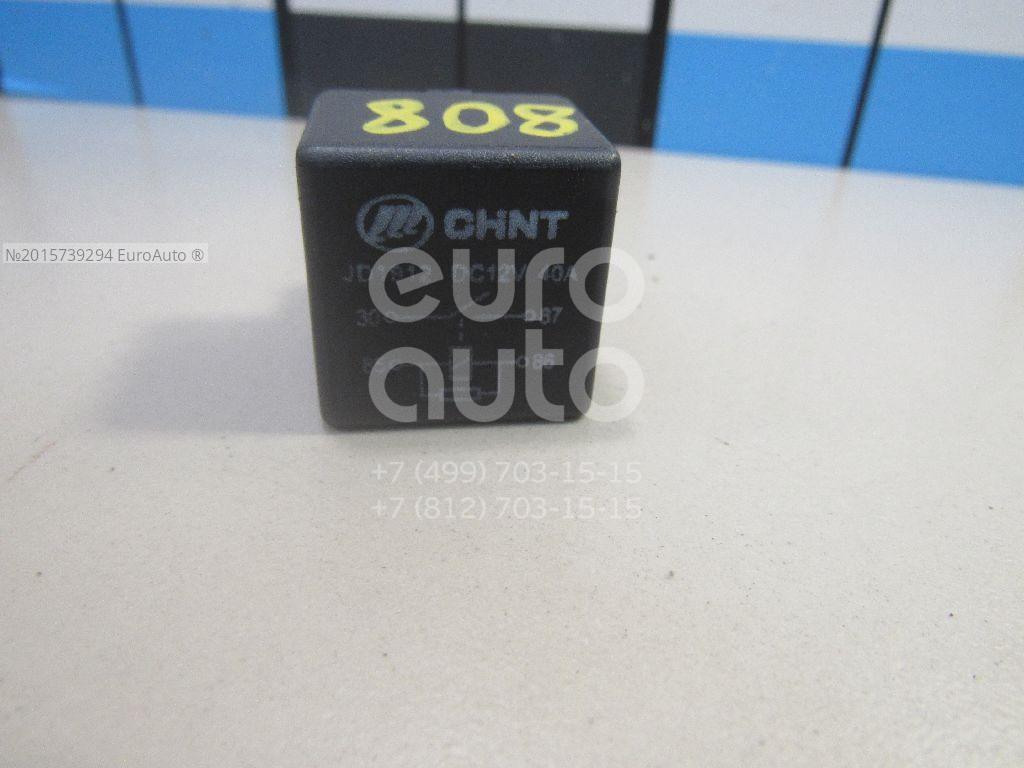 808
CHNT
DC12V 40A
30 87
86
№2015739294 EuroAuto ®
euro
auto
+7 (499) 703-15-15
+7 (812) 703-15-15